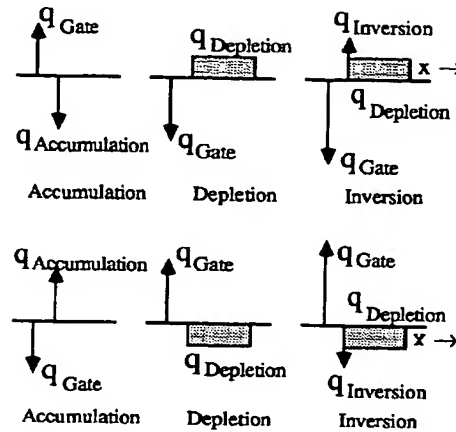 q Gate
q Accumulation
Accumulation
q Depletion
q Gate
Depletion
q Inversion
x →
q Depletion
q Gate
Inversion
q Accumulation
q Gate
Accumulation
q Gate
q Depletion
Depletion
q Gate
q Depletion
x →
q Inversion
Inversion